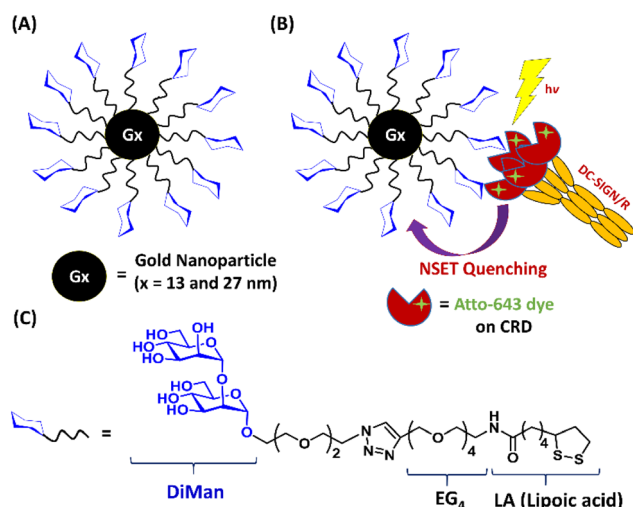 (A)
Gx
Gx
= Gold Nanoparticle
(x = 13 and 27 nm)
(B)
hν
Gx
DC-SIGN/R
NSET Quenching
= Atto-643 dye
on CRD
(C)
=
HO OH
HO
HO O
O
HO OH
HO
HO O
O O 2 N
N=N
O 4 H
N
O
4
S-S
DiMan
EG4
LA (Lipoic acid)